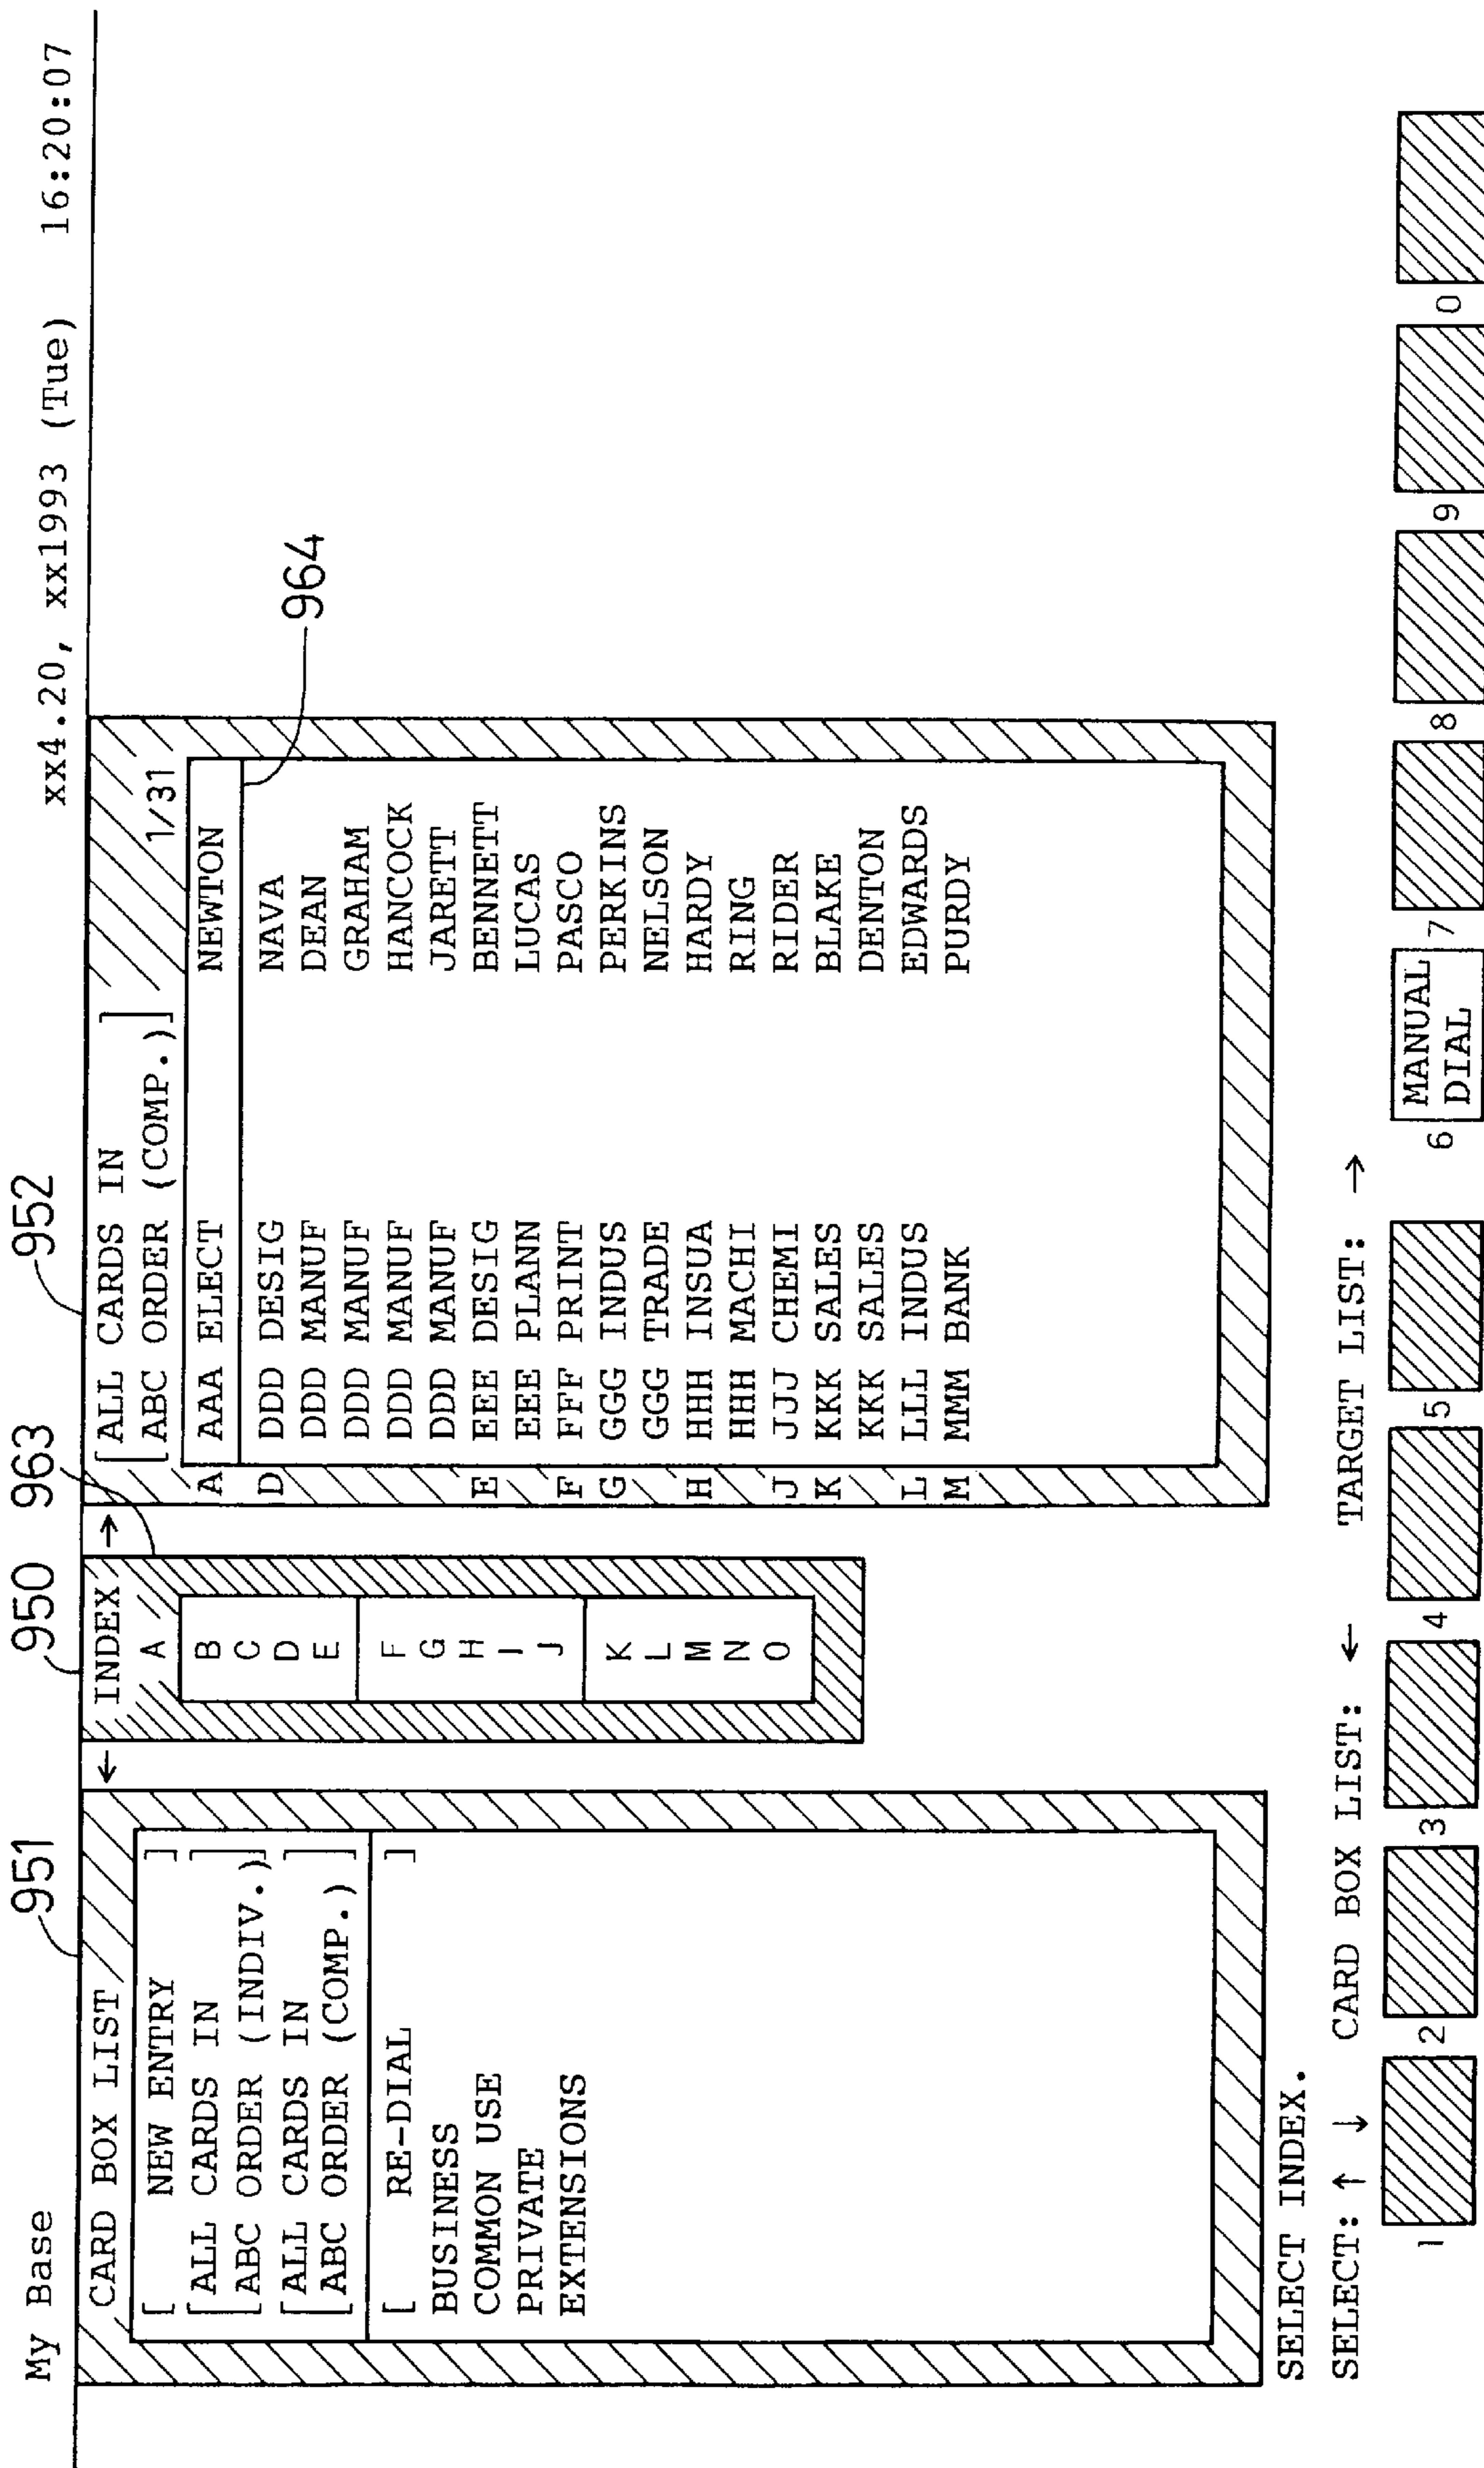 My Base xx4.20, xx1993 (Tue) 16:20:07
951
950
963
952
CARD BOX LIST
[ NEW ENTRY ]
[ALL CARDS IN ]
[ABC ORDER (INDIV.)]
[ALL CARDS IN ]
[ABC ORDER (COMP.)]
[ RE-DIAL ]
BUSINESS
COMMON USE
PRIVATE
EXTENSIONS
← INDEX →
A
B
C
D
E
F
G
H
I
J
K
L
M
N
O
[ALL CARDS IN ]
ABC ORDER (COMP.)] 1/31
A AAA ELECT NEWTON
D DDD DESIG NAVA
DDD MANUF DEAN
DDD MANUF GRAHAM
DDD MANUF HANCOCK
DDD MANUF JARETT
E EEE DESIG BENNETT
EEE PLANN LUCAS
F FFF PRINT PASCO
G GGG INDUS PERKINS
GGG TRADE NELSON
H HHH INSUA HARDY
HHH MACHI RING
J JJJ CHEMI RIDER
K KKK SALES BLAKE
KKK SALES DENTON
L LLL INDUS EDWARDS
M MMM BANK PURDY
964
SELECT INDEX.
SELECT: ↑ ↓ CARD BOX LIST: ← TARGET LIST: →
1 2 3 4 5 6 MANUAL 7 8 9 0
DIAL